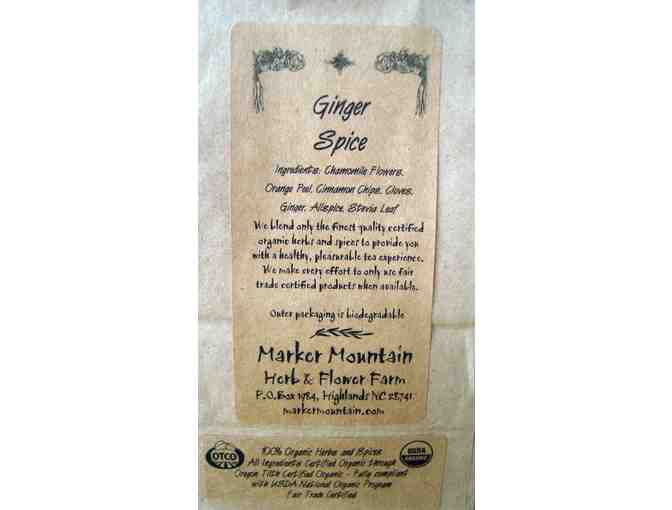 Ginger
Spice
Ingredients: Chamomile Flowers,
Orange Peel, Cinnamon Chips, Cloves,
Ginger, Allspice, Stevia Leaf
We blend only the finest quality certified
organic herbs and spices to provide you
with a healthy, pleasurable tea experience.
We make every effort to only use fair
trade certified products when available.
Outer packaging is biodegradable
Marker Mountain
Herb & Flower Farm
P.O.Box 1984, Highlands NC 28741
markermountain.com
OTCO
100% Organic Herbs and Spices
All Ingredients Certified Organic through
Oregon Tilth Certified Organic - Fully compliant
with USDA National Organic Program
Fair Trade Certified
USDA
ORGANIC